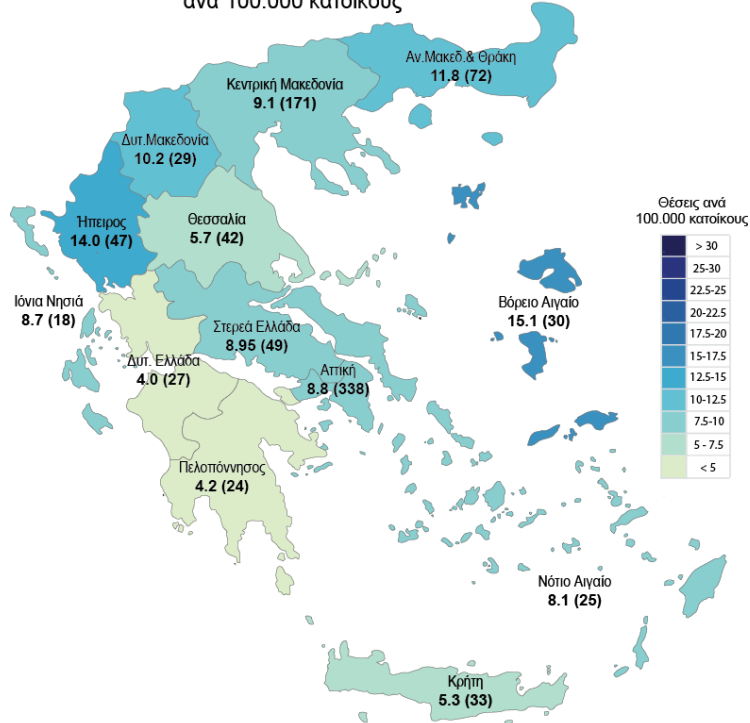 ανά 100.000 κατοίκους
Αν.Μακεδ.& Θράκη
11.8 (72)
Κεντρική Μακεδονία
9.1 (171)
Δυτ.Μακεδονία
10.2 (29)
Ήπειρος
14.0 (47)
Θεσσαλία
5.7 (42)
Ιόνια Νησιά
8.7 (18)
Στερεά Ελλάδα
8.95 (49)
Δυτ. Ελλάδα
4.0 (27)
Αττική
8.8 (338)
Πελοπόννησος
4.2 (24)
Βόρειο Αιγαίο
15.1 (30)
Νότιο Αιγαίο
8.1 (25)
Κρήτη
5.3 (33)
Θέσεις ανά
100.000 κατοίκους
> 30
25-30
22.5-25
20-22.5
17.5-20
15-17.5
12.5-15
10-12.5
7.5-10
5 - 7.5
< 5